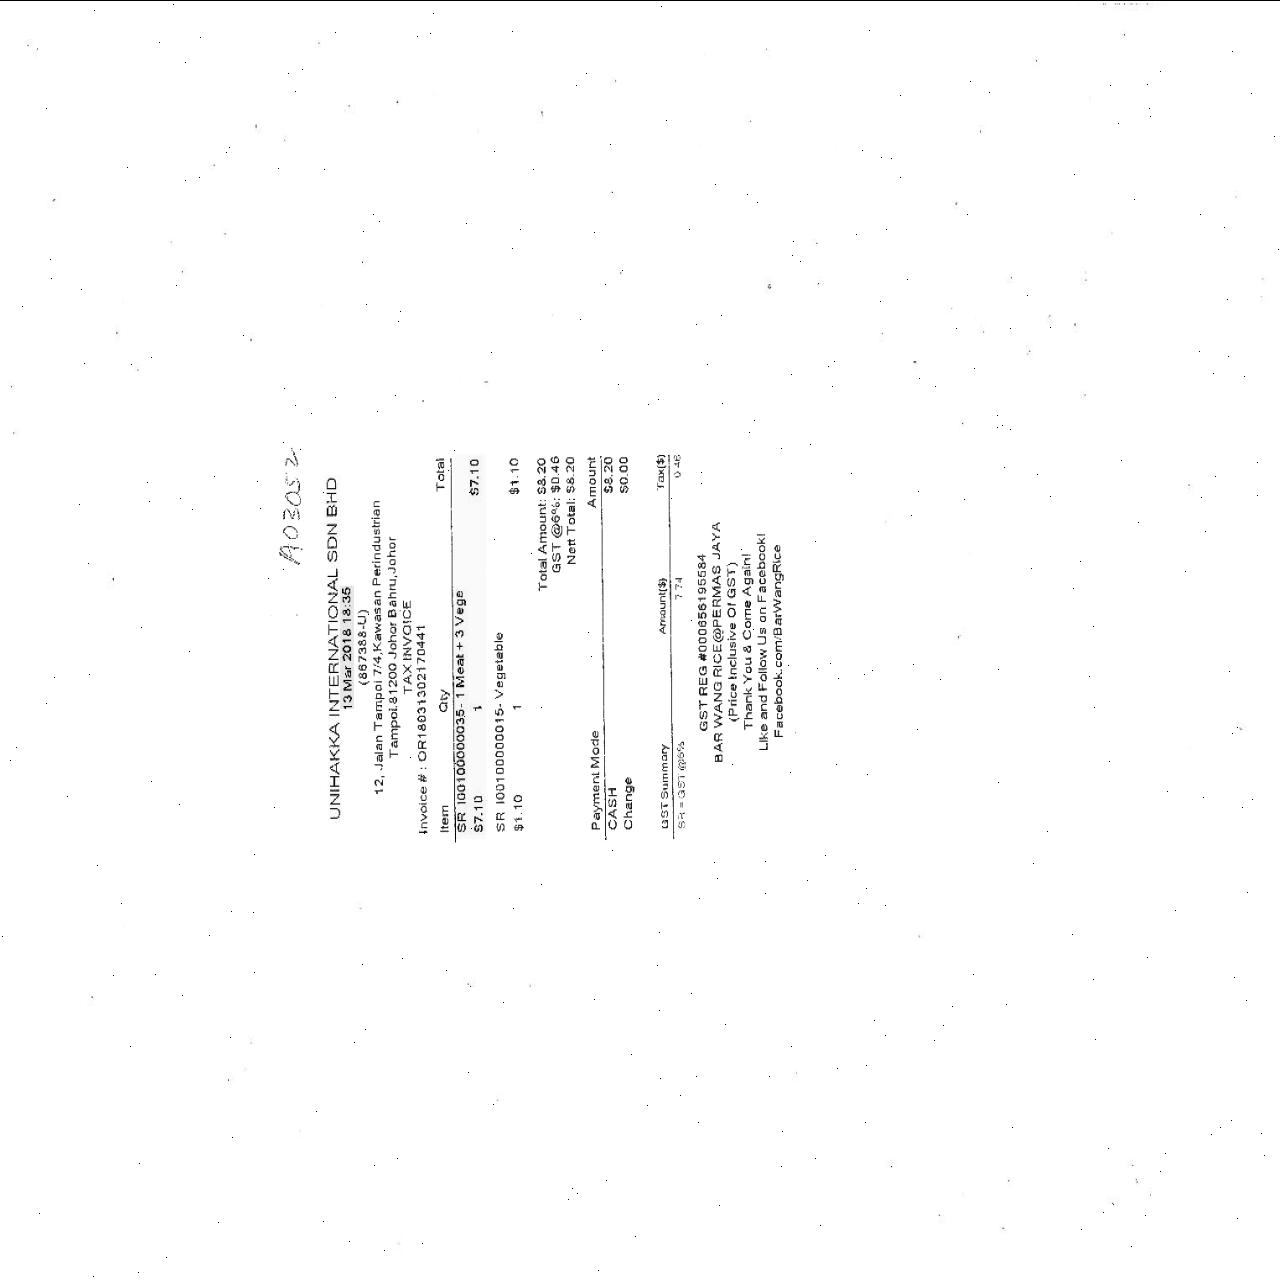 A03052
UNIHAKKA INTERNATIONAL SDN BHD
13 Mar 2018 18:35
(867388-U)
12, Jalan Tampoi 7/4,Kawasan Perindustrian
Tampoi,81200 Johor Bahru,Johor
TAX INVOICE
Invoice # : OR18031302170441
Item Qty Total
SR I00100000035- 1 Meat + 3 Vege
$7.10 1 $7.10
SR I00100000015- Vegetable
$1.10 1 $1.10
Total Amount: $8.20
GST @6%: $0.46
Nett Total: $8.20
Payment Mode Amount
CASH $8.20
Change $0.00
GST Summary Amount($) Tax($)
SR = GST @6% 7.74 0.46
GST REG #000656195584
BAR WANG RICE@PERMAS JAYA
(Price Inclusive Of GST)
Thank You & Come Again!
Like and Follow Us on Facebook!
Facebook.com/BarWangRice